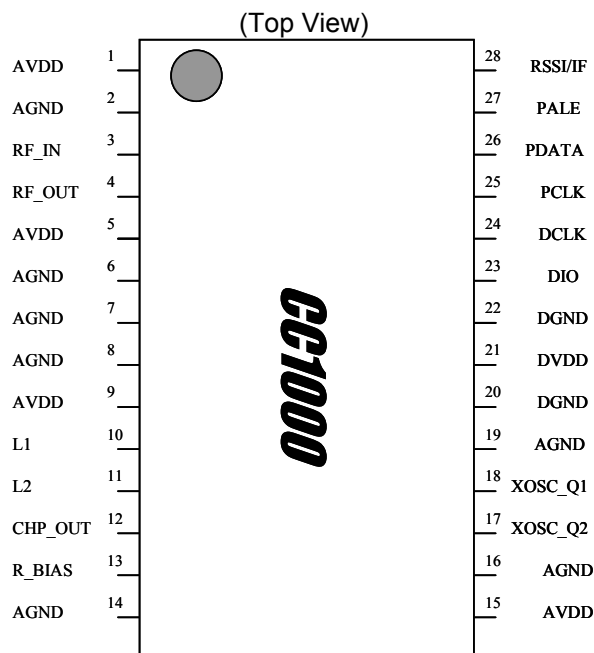 (Top View)
AVDD 1 28 RSSI/IF
AGND 2 27 PALE
RF_IN 3 26 PDATA
RF_OUT 4 25 PCLK
AVDD 5 24 DCLK
AGND 6 23 DIO
AGND 7 22 DGND
AGND 8 21 DVDD
AVDD 9 20 DGND
L1 10 19 AGND
L2 11 18 XOSC_Q1
CHP_OUT 12 17 XOSC_Q2
R_BIAS 13 16 AGND
AGND 14 15 AVDD
CC1000